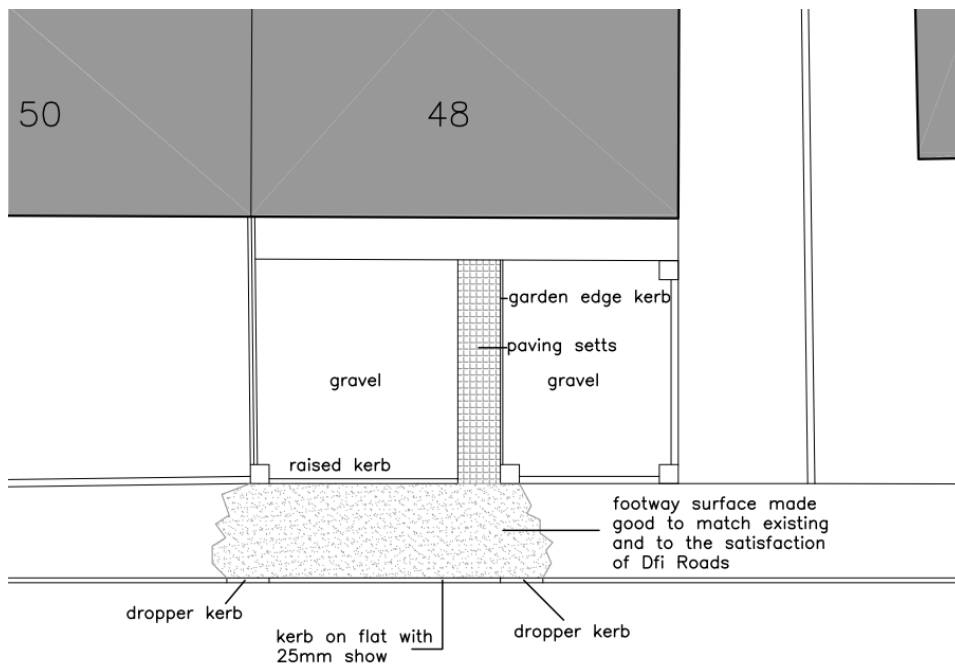 50
48
garden edge kerb
paving setts
gravel
gravel
raised kerb
footway surface made
good to match existing
and to the satisfaction
of Dfi Roads
dropper kerb
kerb on flat with
25mm show
dropper kerb